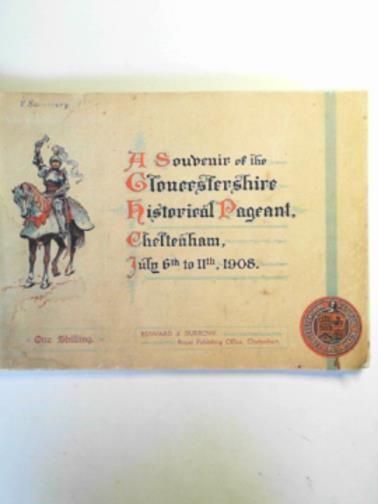 A Souvenir of the
Gloucestershire
Historical Pageant,
Cheltenham,
July 6th to 11th, 1908.
One Shilling.
EDWARD J. BURROW,
Royal Publishing Office, Cheltenham.